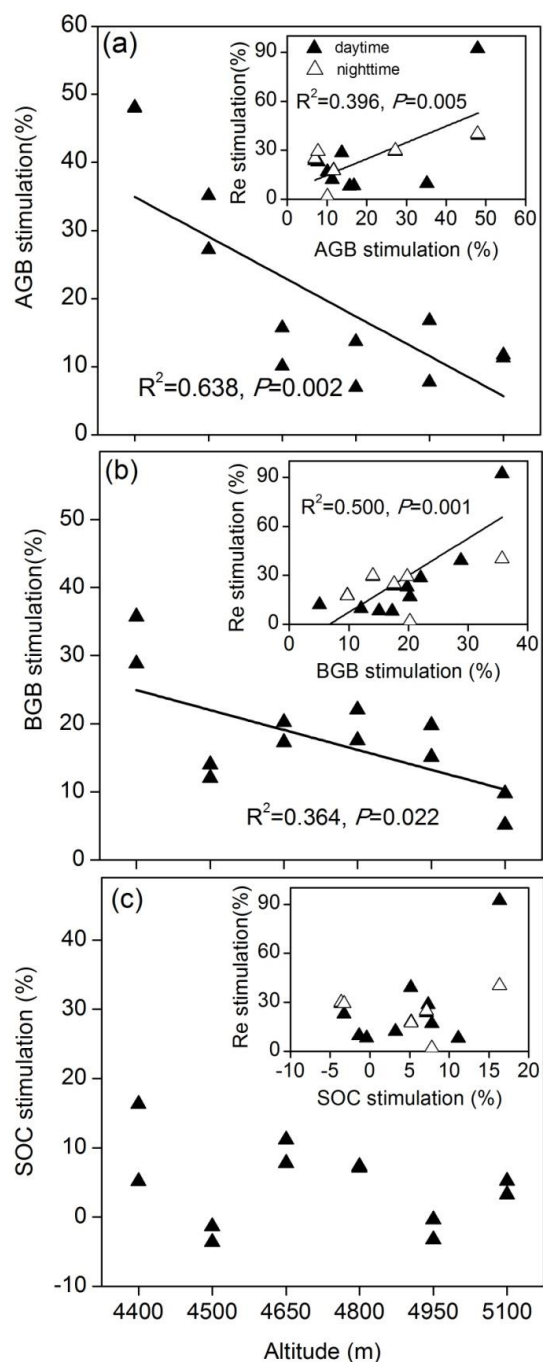 (a)
AGB stimulation(%)
60
50
40
30
20
10
0
Re stimulation(%)
90
60
30
0
▲ daytime
△ nighttime
R²=0.396, P=0.005
0 10 20 30 40 50 60
AGB stimulation (%)
R²=0.638, P=0.002
(b)
BGB stimulation(%)
50
40
30
20
10
0
Re stimulation (%)
90
60
30
0
R²=0.500, P=0.001
0 10 20 30 40
BGB stimulation (%)
R²=0.364, P=0.022
(c)
SOC stimulation (%)
40
30
20
10
0
-10
Re stimulation(%)
90
60
30
0
-10 -5 0 5 10 15 20
SOC stimulation (%)
4400 4500 4650 4800 4950 5100
Altitude (m)